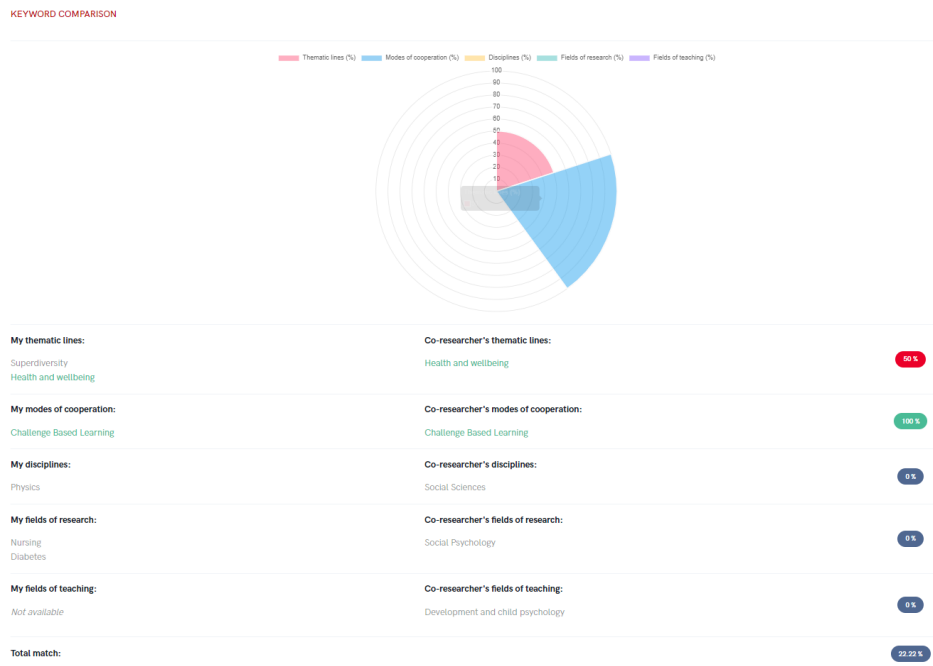 KEYWORD COMPARISON
Thematic lines (%) Modes of cooperation (%) Disciplines (%) Fields of research (%) Fields of teaching (%)
100
90
80
70
60
50
40
30
20
10
My thematic lines: Co-researcher's thematic lines:
Superdiversity Health and wellbeing 50 %
Health and wellbeing
My modes of cooperation: Co-researcher's modes of cooperation:
Challenge Based Learning Challenge Based Learning 100 %
My disciplines: Co-researcher's disciplines:
Physics Social Sciences 0 %
My fields of research: Co-researcher's fields of research:
Nursing Social Psychology 0 %
Diabetes
My fields of teaching: Co-researcher's fields of teaching:
Not available Development and child psychology 0 %
Total match: 22.22 %